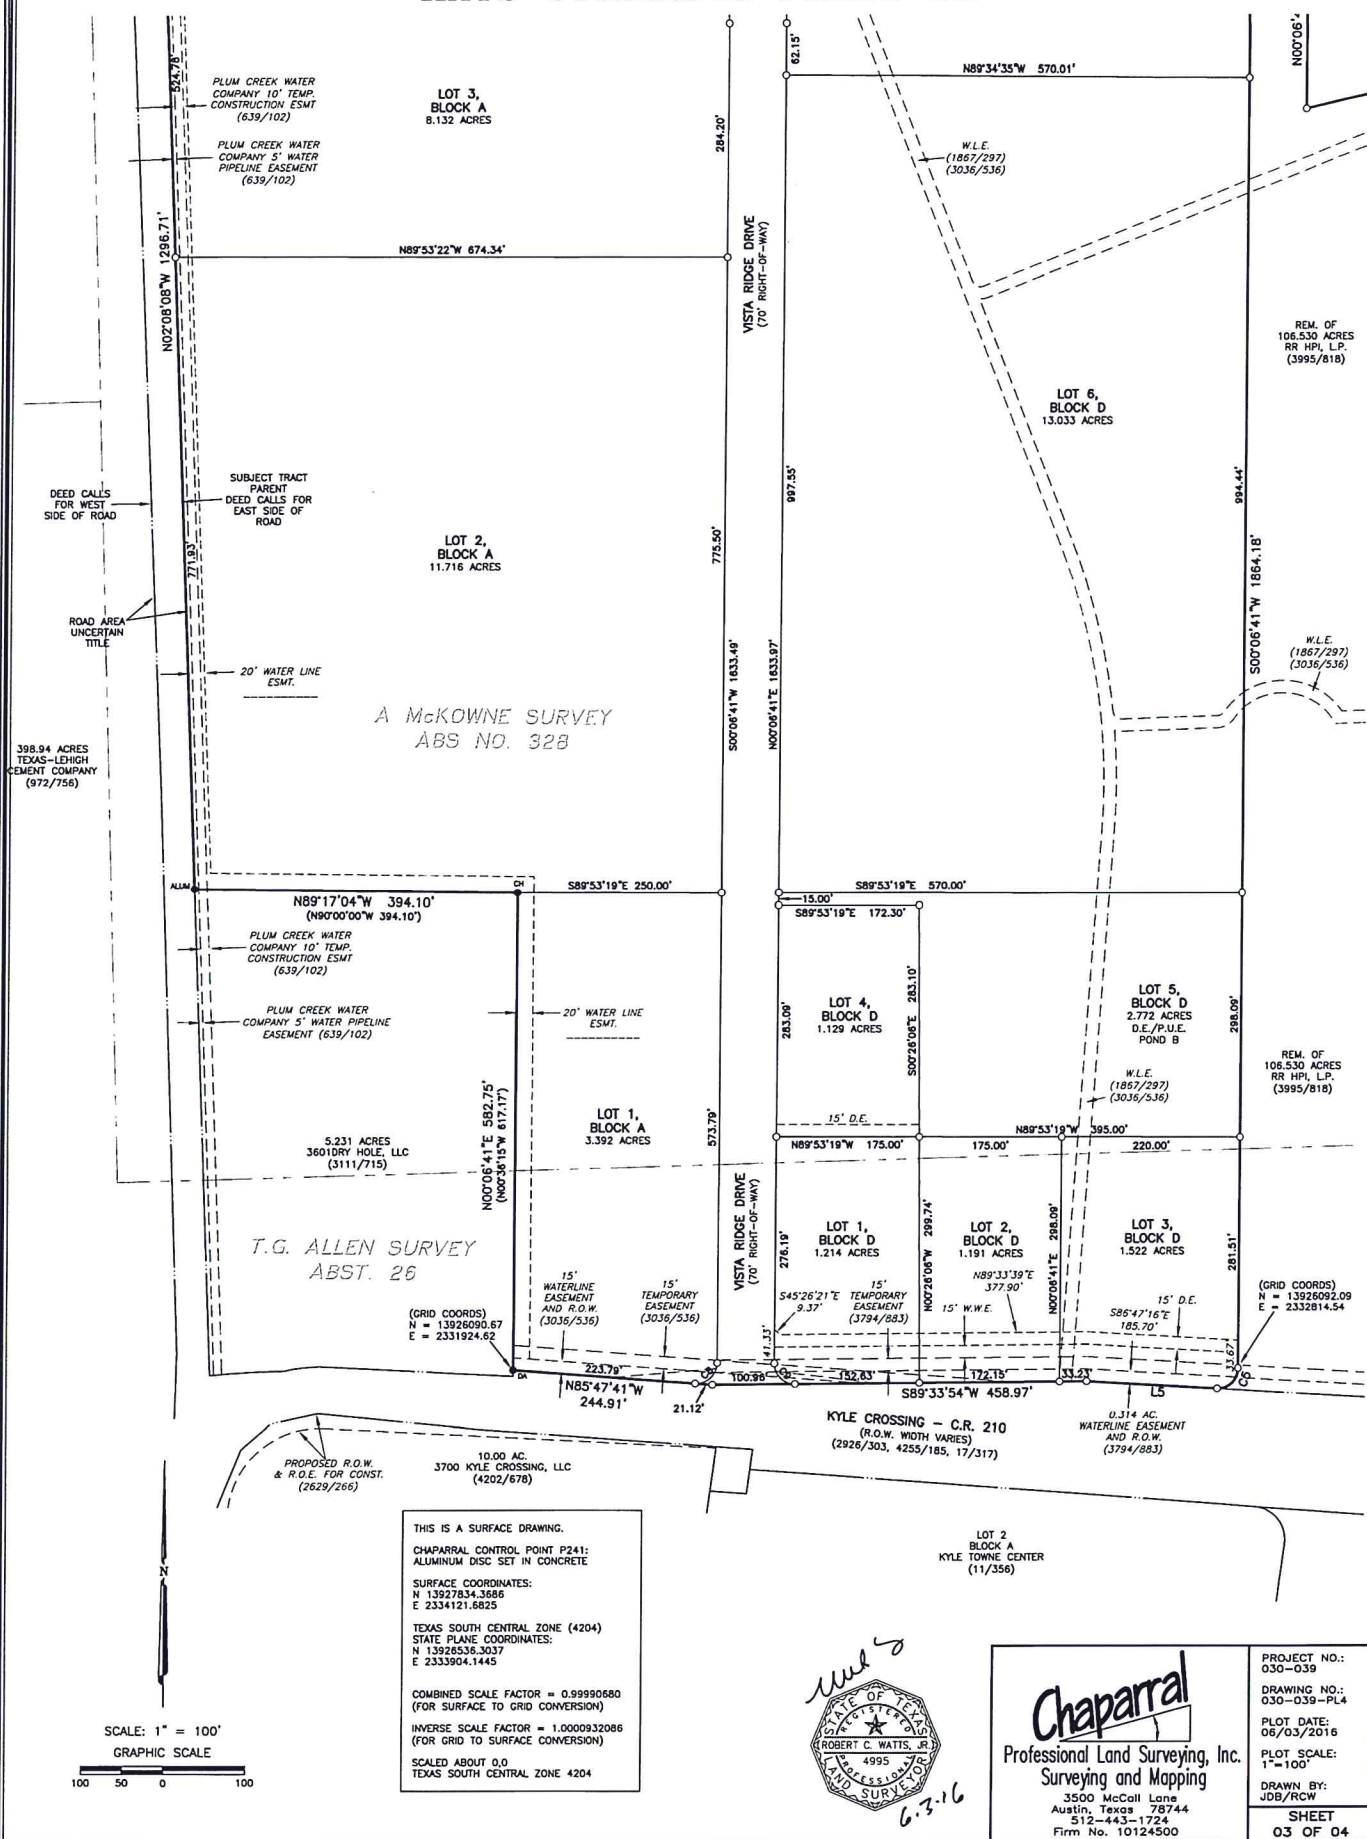 524.78'
PLUM CREEK WATER
COMPANY 10' TEMP.
CONSTRUCTION ESMT
(639/102)
PLUM CREEK WATER
COMPANY 5' WATER
PIPELINE EASEMENT
(639/102)
LOT 3,
BLOCK A
8.132 ACRES
284.20'
62.15'
N89°34'35"W 570.01'
N00°06'4
W.L.E.
(1867/297)
(3036/536)
N02°08'08"W 1296.71'
N89°53'22"W 674.34'
VISTA RIDGE DRIVE
(70' RIGHT-OF-WAY)
REM. OF
106.530 ACRES
RR HPI, L.P.
(3995/818)
LOT 6,
BLOCK D
13.033 ACRES
DEED CALLS
FOR WEST
SIDE OF ROAD
SUBJECT TRACT
PARENT
DEED CALLS FOR
EAST SIDE OF
ROAD
997.55'
994.44'
771.93'
LOT 2,
BLOCK A
11.716 ACRES
775.50'
S00°06'41"W 1864.18'
ROAD AREA
UNCERTAIN
TITLE
20' WATER LINE
ESMT.
S00°06'41"W 1633.49'
N00°06'41"E 1633.97'
W.L.E.
(1867/297)
(3036/536)
A McKOWNE SURVEY
ABS NO. 328
398.94 ACRES
TEXAS-LEHIGH
CEMENT COMPANY
(972/756)
ALUM
N89°17'04"W 394.10'
(N90°00'00"W 394.10')
CH
S89°53'19"E 250.00'
S89°53'19"E 570.00'
15.00'
S89°53'19"E 172.30'
PLUM CREEK WATER
COMPANY 10' TEMP.
CONSTRUCTION ESMT
(639/102)
PLUM CREEK WATER
COMPANY 5' WATER PIPELINE
EASEMENT (639/102)
20' WATER LINE
ESMT.
283.09'
LOT 4,
BLOCK D
1.129 ACRES
S00°26'06"E 283.10'
LOT 5,
BLOCK D
2.772 ACRES
D.E./P.U.E.
POND B
298.09'
REM. OF
106.530 ACRES
RR HPI, L.P.
(3995/818)
W.L.E.
(1867/297)
(3036/536)
N00°06'41"E 582.75'
(N00°36'15"W 617.17')
LOT 1,
BLOCK A
3.392 ACRES
573.79'
15' D.E.
N89°53'19"W 175.00'
N89°53'19"W 395.00'
175.00'
220.00'
5.231 ACRES
3601DRY HOLE, LLC
(3111/715)
T.G. ALLEN SURVEY
ABST. 26
VISTA RIDGE DRIVE
(70' RIGHT-OF-WAY)
276.19'
LOT 1,
BLOCK D
1.214 ACRES
N00°26'06"W 299.74'
LOT 2,
BLOCK D
1.191 ACRES
N00°06'41"E 298.09'
LOT 3,
BLOCK D
1.522 ACRES
281.51'
N89°33'39"E
377.90'
(GRID COORDS)
N = 13926092.09
E = 2332814.54
15'
WATERLINE
EASEMENT
AND R.O.W.
(3036/536)
15'
TEMPORARY
EASEMENT
(3036/536)
S45°26'21"E
9.37'
15'
TEMPORARY
EASEMENT
(3794/883)
15' W.W.E.
S86°47'16"E
185.70'
15' D.E.
(GRID COORDS)
N = 13926090.67
E = 2331924.62
41.33'
33.67'
DA
223.79'
N85°47'41"W
244.91'
21.12'
100.96'
152.63'
172.15'
33.23'
S89°33'54"W 458.97'
L5
C6
KYLE CROSSING - C.R. 210
(R.O.W. WIDTH VARIES)
(2926/303, 4255/185, 17/317)
0.314 AC.
WATERLINE EASEMENT
AND R.O.W.
(3794/883)
PROPOSED R.O.W.
& R.O.E. FOR CONST.
(2629/266)
10.00 AC.
3700 KYLE CROSSING, LLC
(4202/678)
LOT 2
BLOCK A
KYLE TOWNE CENTER
(11/356)
THIS IS A SURFACE DRAWING.
CHAPARRAL CONTROL POINT P241:
ALUMINUM DISC SET IN CONCRETE
SURFACE COORDINATES:
N 13927834.3686
E 2334121.6825
TEXAS SOUTH CENTRAL ZONE (4204)
STATE PLANE COORDINATES:
N 13926536.3037
E 2333904.1445
COMBINED SCALE FACTOR = 0.99990680
(FOR SURFACE TO GRID CONVERSION)
INVERSE SCALE FACTOR = 1.0000932086
(FOR GRID TO SURFACE CONVERSION)
SCALED ABOUT 0,0
TEXAS SOUTH CENTRAL ZONE 4204
N
SCALE: 1" = 100'
GRAPHIC SCALE
100 50 0 100
STATE OF TEXAS
REGISTERED
ROBERT C. WATTS, JR.
4995
PROFESSIONAL
LAND SURVEYOR
6.3.16
Chaparral
Professional Land Surveying, Inc.
Surveying and Mapping
3500 McCall Lane
Austin, Texas 78744
512-443-1724
Firm No. 10124500
PROJECT NO.:
030-039
DRAWING NO.:
030-039-PL4
PLOT DATE:
06/03/2016
PLOT SCALE:
1"=100'
DRAWN BY:
JDB/RCW
SHEET
03 OF 04